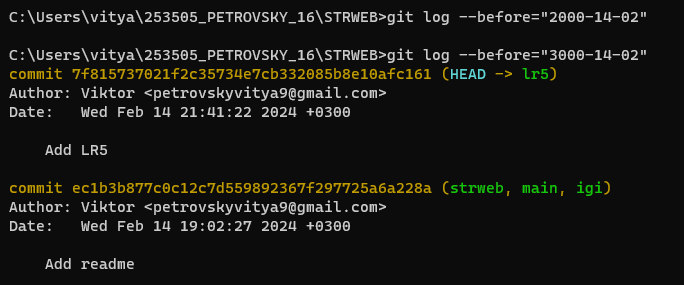 C:\Users\vitya\253505_PETROVSKY_16\STRWEB>git log --before="2000-14-02"
C:\Users\vitya\253505_PETROVSKY_16\STRWEB>git log --before="3000-14-02"
commit 7f815737021f2c35734e7cb332085b8e10afc161 (HEAD -> lr5)
Author: Viktor <petrovskyvitya9@gmail.com>
Date:   Wed Feb 14 21:41:22 2024 +0300
    Add LR5
commit ec1b3b877c0c12c7d559892367f297725a6a228a (strweb, main, igi)
Author: Viktor <petrovskyvitya9@gmail.com>
Date:   Wed Feb 14 19:02:27 2024 +0300
    Add readme